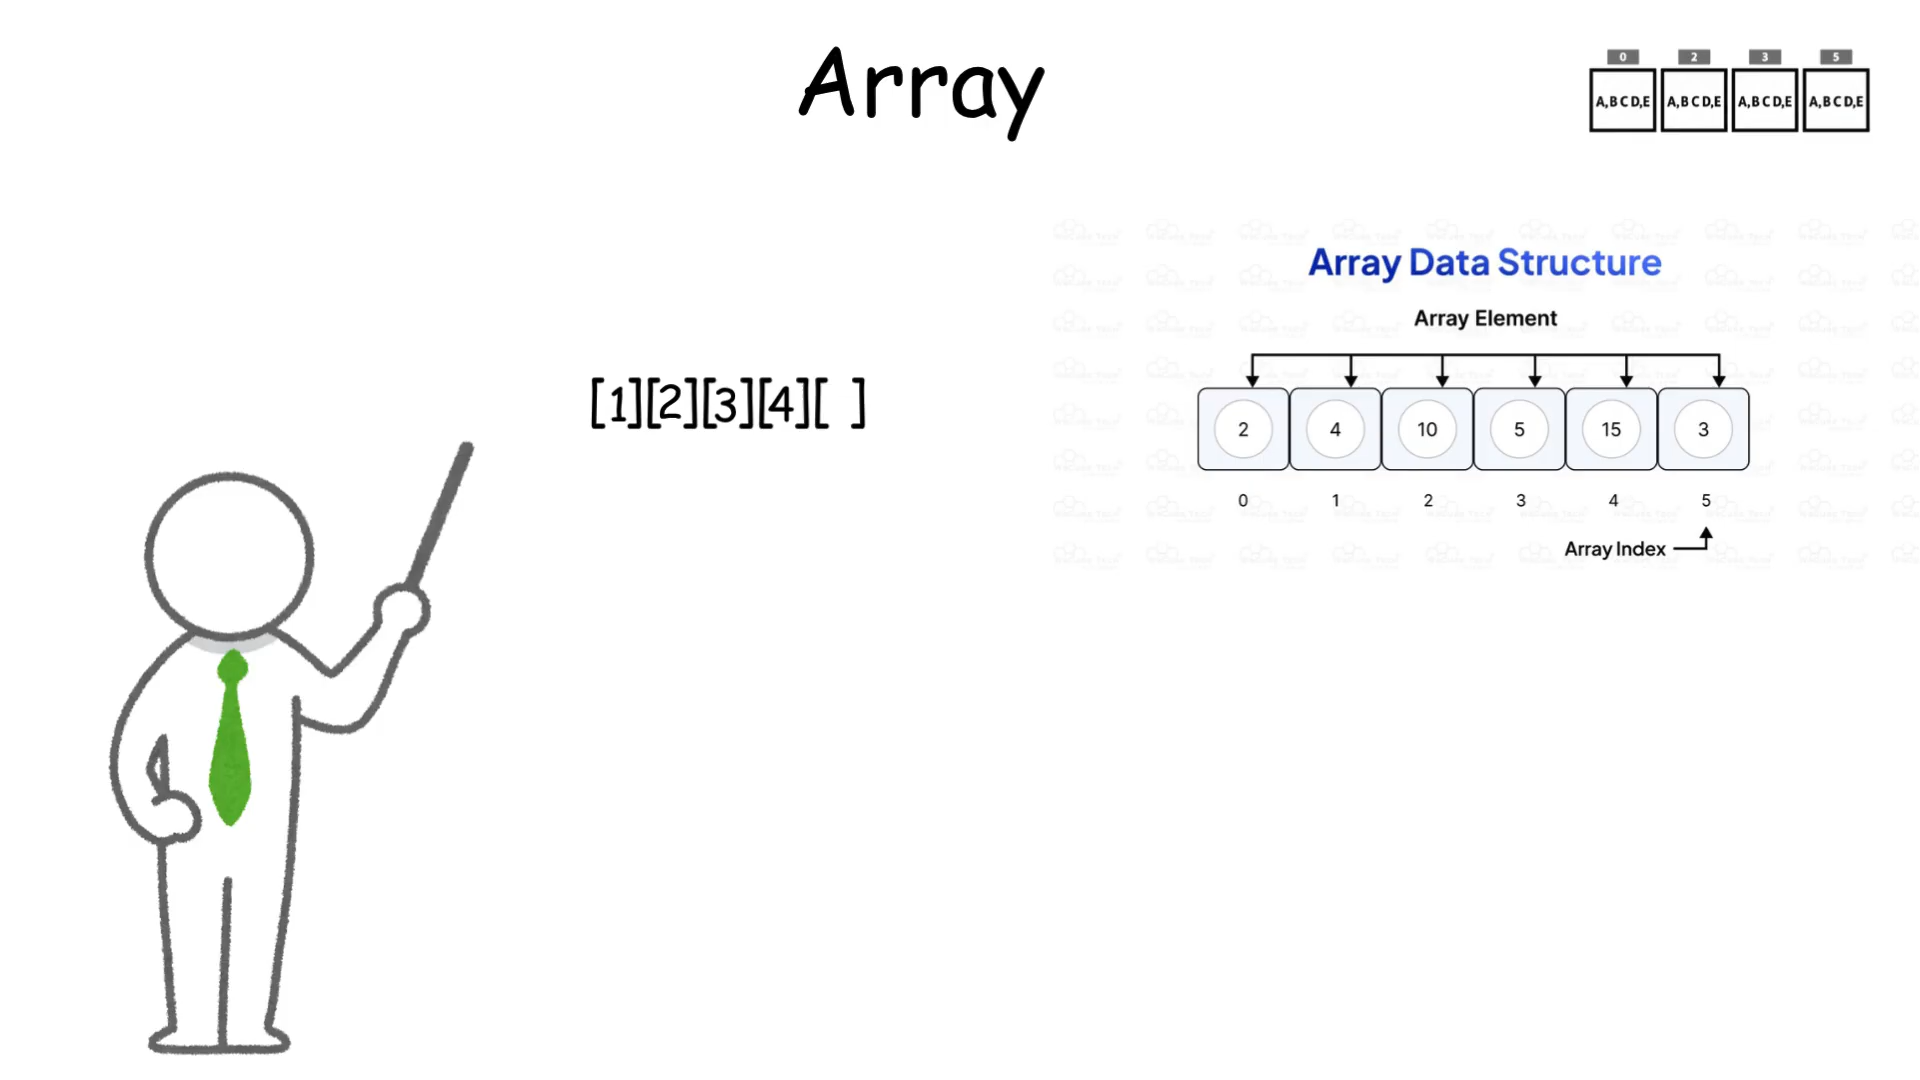 Array
0 2 3 5
A,B C D,E A,B C D,E A,B C D,E A,B C D,E
Array Data Structure
Array Element
[1][2][3][4][ ]
2 4 10 5 15 3
0 1 2 3 4 5
Array Index